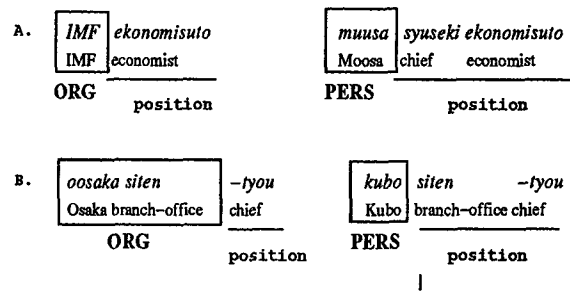 A. IMF ekonomisuto muusa syuseki ekonomisuto
IMF economist Moosa chief economist
ORG PERS
position position
B. oosaka siten –tyou kubo siten –tyou
Osaka branch–office chief Kubo branch–office chief
ORG PERS
position position